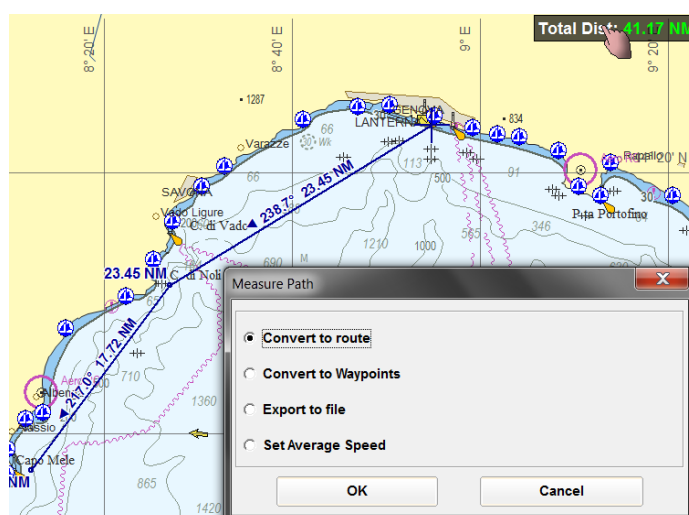 Total Dist: 41.17 NM
8° 20' E
8° 40'
9° E
9° 20'
1287
GENOVA
LANTERNA
834
66
Wk
Varazze
113
500
91
Rapallo
20' N
66
238.7° 23.45 NM
SAVONA
Vado Ligure
C. di Vado
30
P.ta Portofino
346
565
1210
1000
23.45 NM
C. di Noli
690
M
Measure Path
X
217.0° 17.72 NM
710
1360
Convert to route
Convert to Waypoints
Export to file
Set Average Speed
Capo Mele
NM
865
1420
OK
Cancel